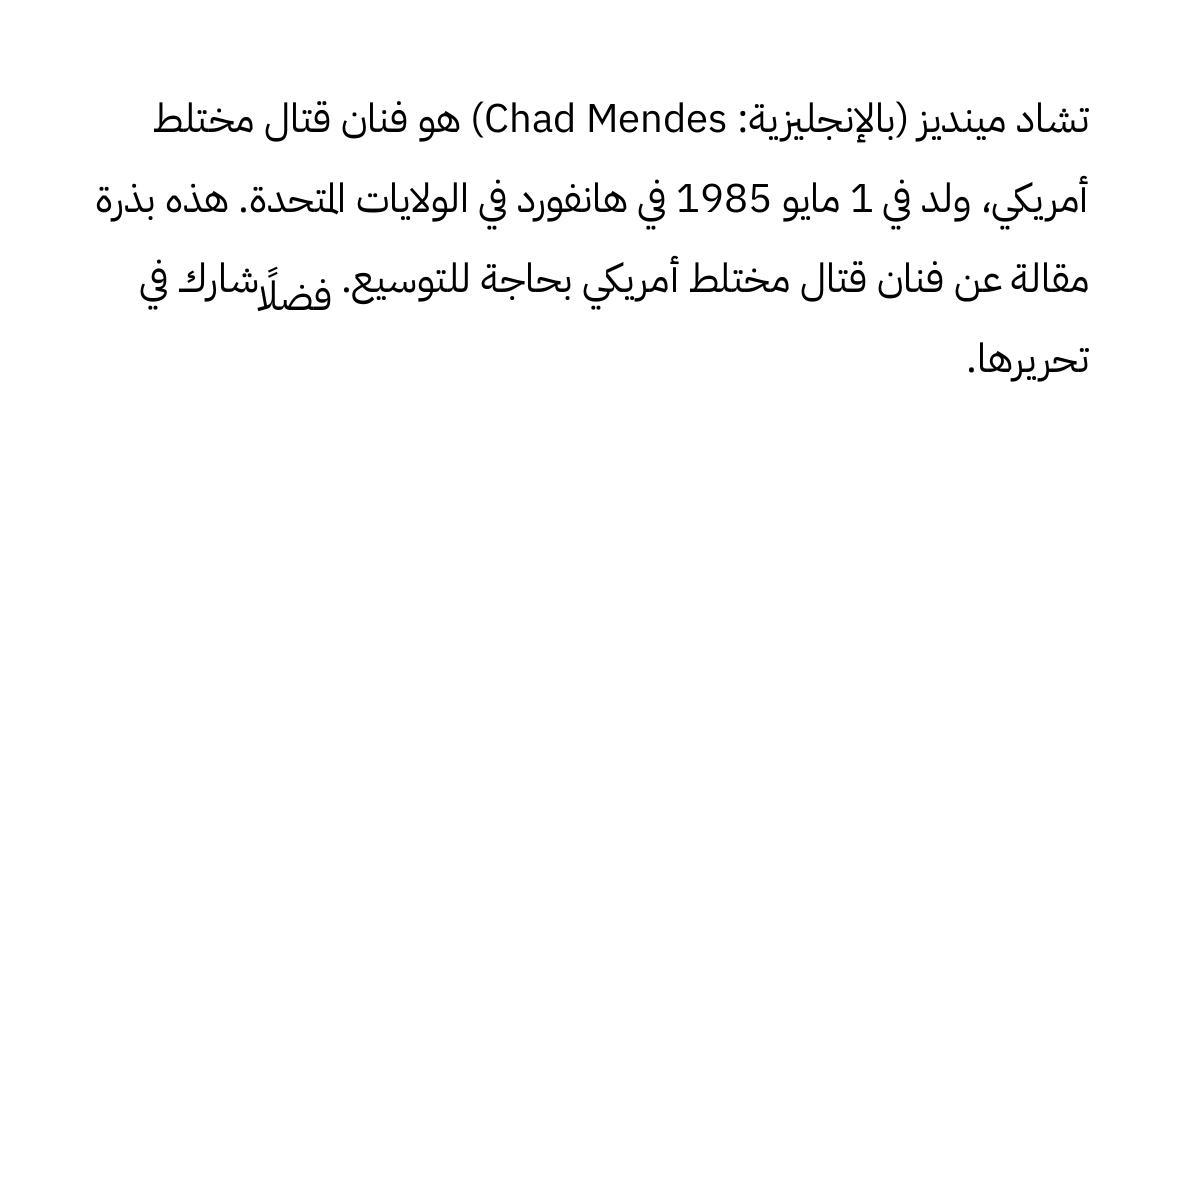 تشاد مينديز (بالإنجليزية: Chad Mendes) هو فنان قتال مختلط
أمريكي، ولد في 1 مايو 1985 في هانفورد في الولايات المتحدة. هذه بذرة
مقالة عن فنان قتال مختلط أمريكي بحاجة للتوسيع. فضلًا شارك في
تحريرها.